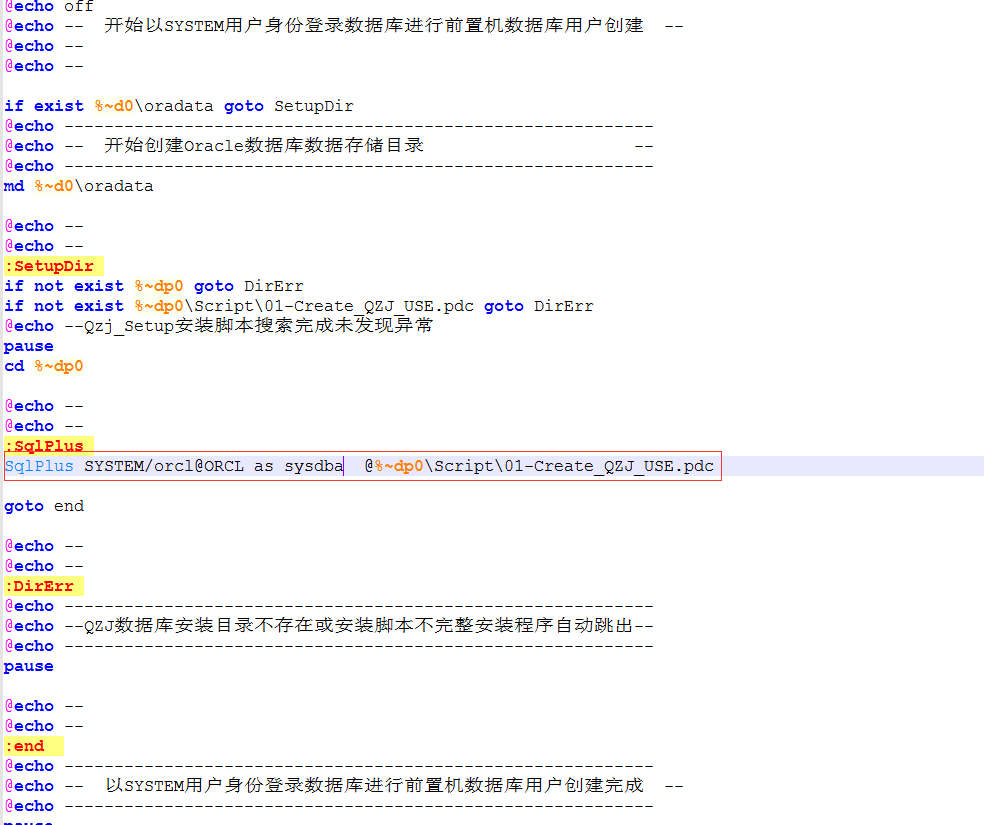 @echo off
@echo --  开始以SYSTEM用户身份登录数据库进行前置机数据库用户创建  --
@echo --
@echo --
if exist %~d0\oradata goto SetupDir
@echo -----------------------------------------------------------
@echo --  开始创建Oracle数据库数据存储目录                     --
@echo -----------------------------------------------------------
md %~d0\oradata
@echo --
@echo --
:SetupDir
if not exist %~dp0 goto DirErr
if not exist %~dp0\Script\01-Create_QZJ_USE.pdc goto DirErr
@echo --Qzj_Setup安装脚本搜索完成未发现异常
pause
cd %~dp0
@echo --
@echo --
:SqlPlus
SqlPlus SYSTEM/orcl@ORCL as sysdba  @%~dp0\Script\01-Create_QZJ_USE.pdc
goto end
@echo --
@echo --
:DirErr
@echo -----------------------------------------------------------
@echo --QZJ数据库安装目录不存在或安装脚本不完整安装程序自动跳出--
@echo -----------------------------------------------------------
pause
@echo --
@echo --
:end
@echo -----------------------------------------------------------
@echo --  以SYSTEM用户身份登录数据库进行前置机数据库用户创建完成  --
@echo -----------------------------------------------------------
pause